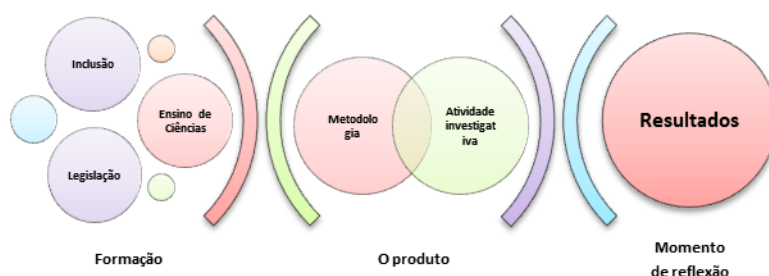 Inclusão
Ensino de
Ciências
Legislação
Formação
Metodolo
gia
Atividade
investigat
iva
O produto
Resultados
Momento
de reflexão